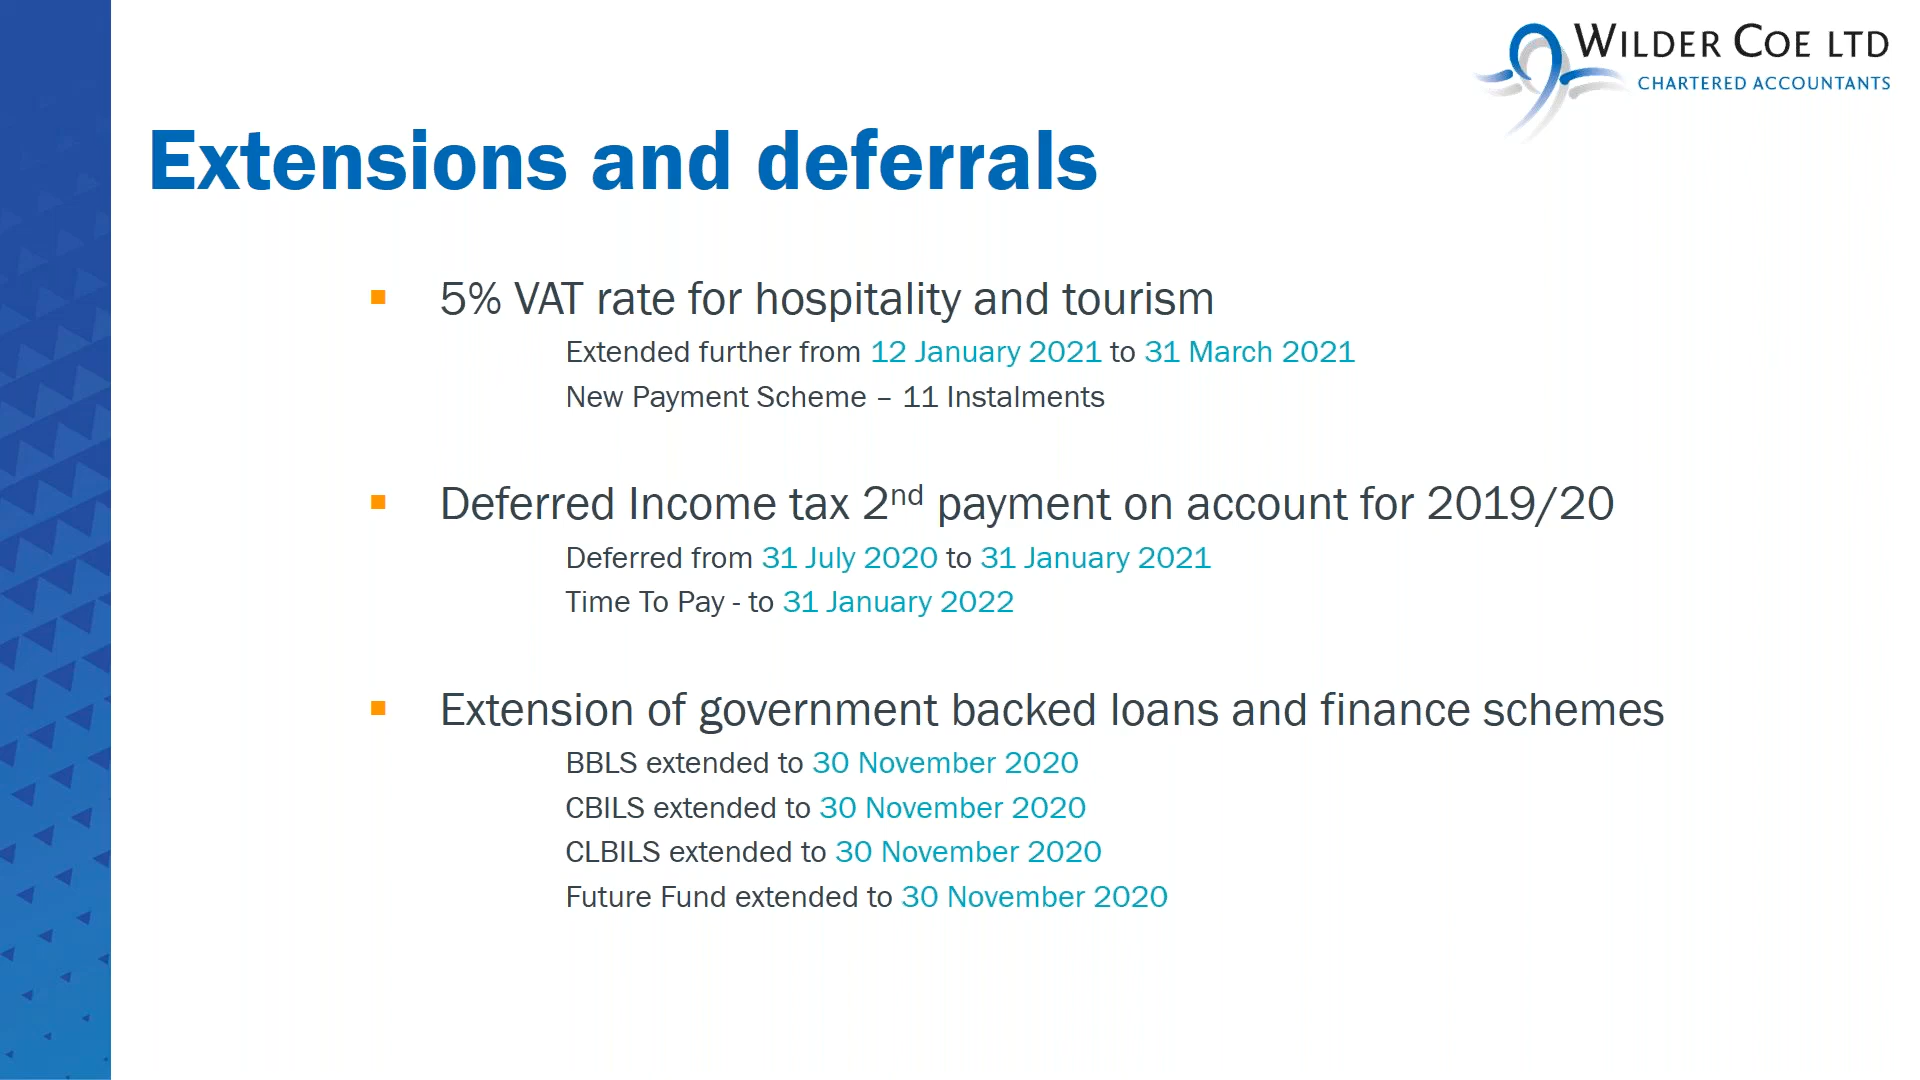 WILDER COE LTD
CHARTERED ACCOUNTANTS
Extensions and deferrals
5% VAT rate for hospitality and tourism
Extended further from 12 January 2021 to 31 March 2021
New Payment Scheme – 11 Instalments
Deferred Income tax 2nd payment on account for 2019/20
Deferred from 31 July 2020 to 31 January 2021
Time To Pay - to 31 January 2022
Extension of government backed loans and finance schemes
BBLS extended to 30 November 2020
CBILS extended to 30 November 2020
CLBILS extended to 30 November 2020
Future Fund extended to 30 November 2020